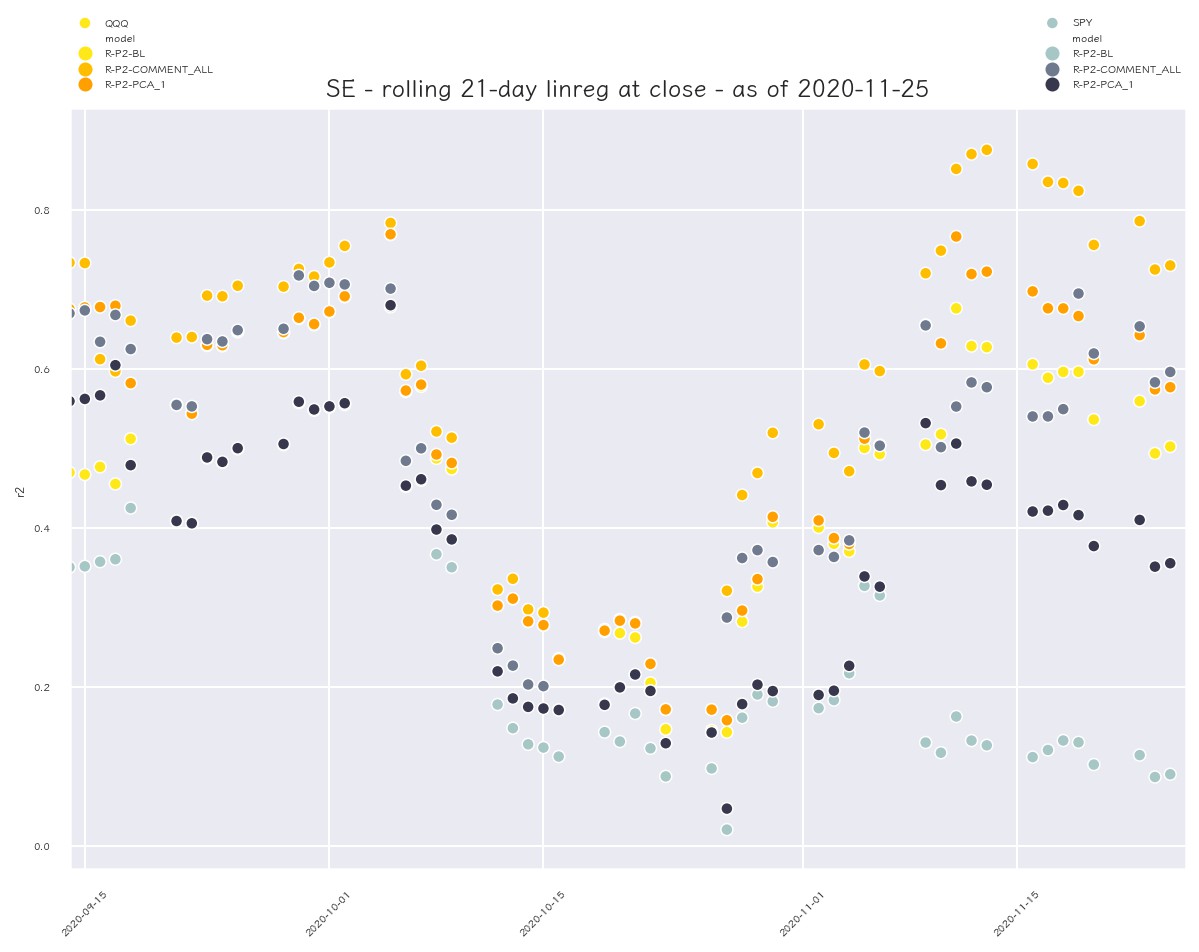 QQQ
model
R-P2-BL
R-P2-COMMENT_ALL
R-P2-PCA_1
SPY
model
R-P2-BL
R-P2-COMMENT_ALL
R-P2-PCA_1
SE - rolling 21-day linreg at close - as of 2020-11-25
0.8
0.6
0.4
0.2
0.0
r2
2020-09-15
2020-10-01
2020-10-15
2020-11-01
2020-11-15